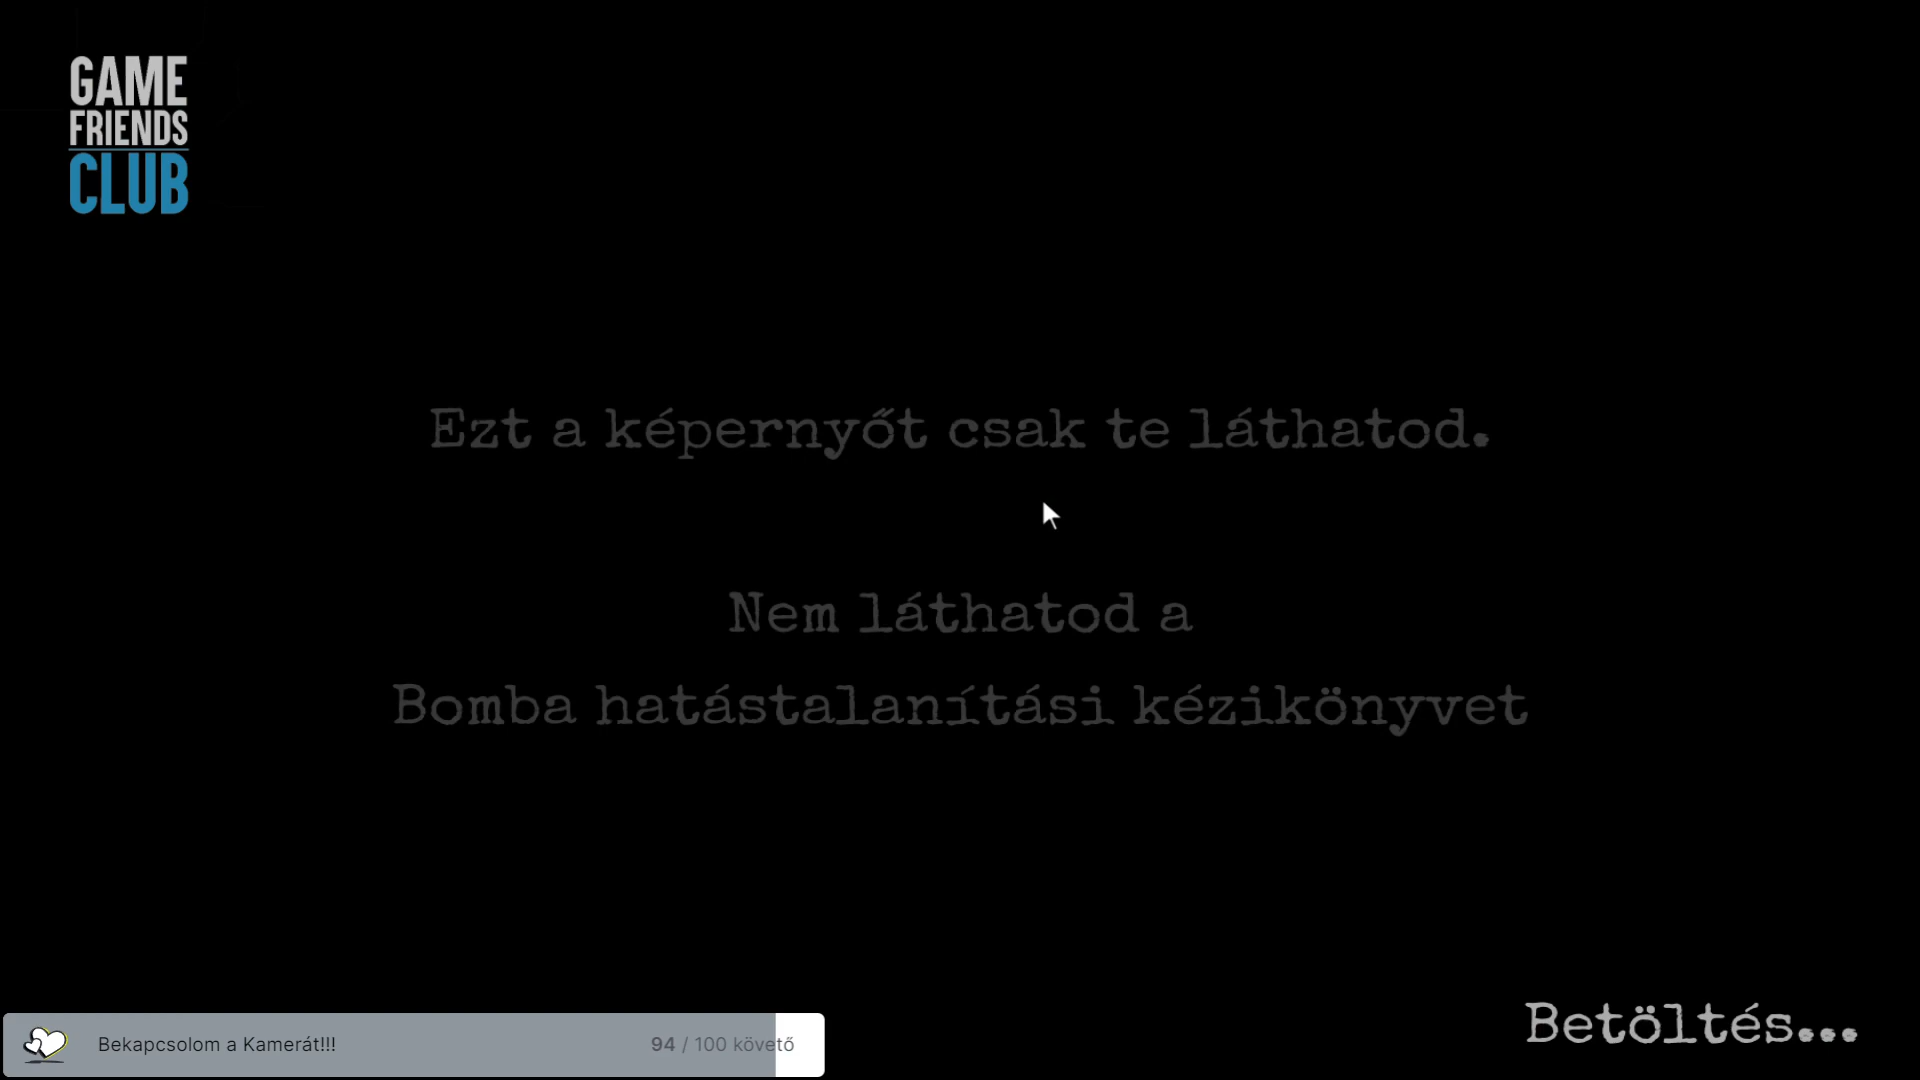 GAME
FRIENDS
CLUB
Ezt a képernyőt csak te láthatod.
Nem láthatod a
Bomba hatástalanítási kézikönyvet
Betöltés...
Bekapcsolom a Kamerát!!! 94 / 100 követő